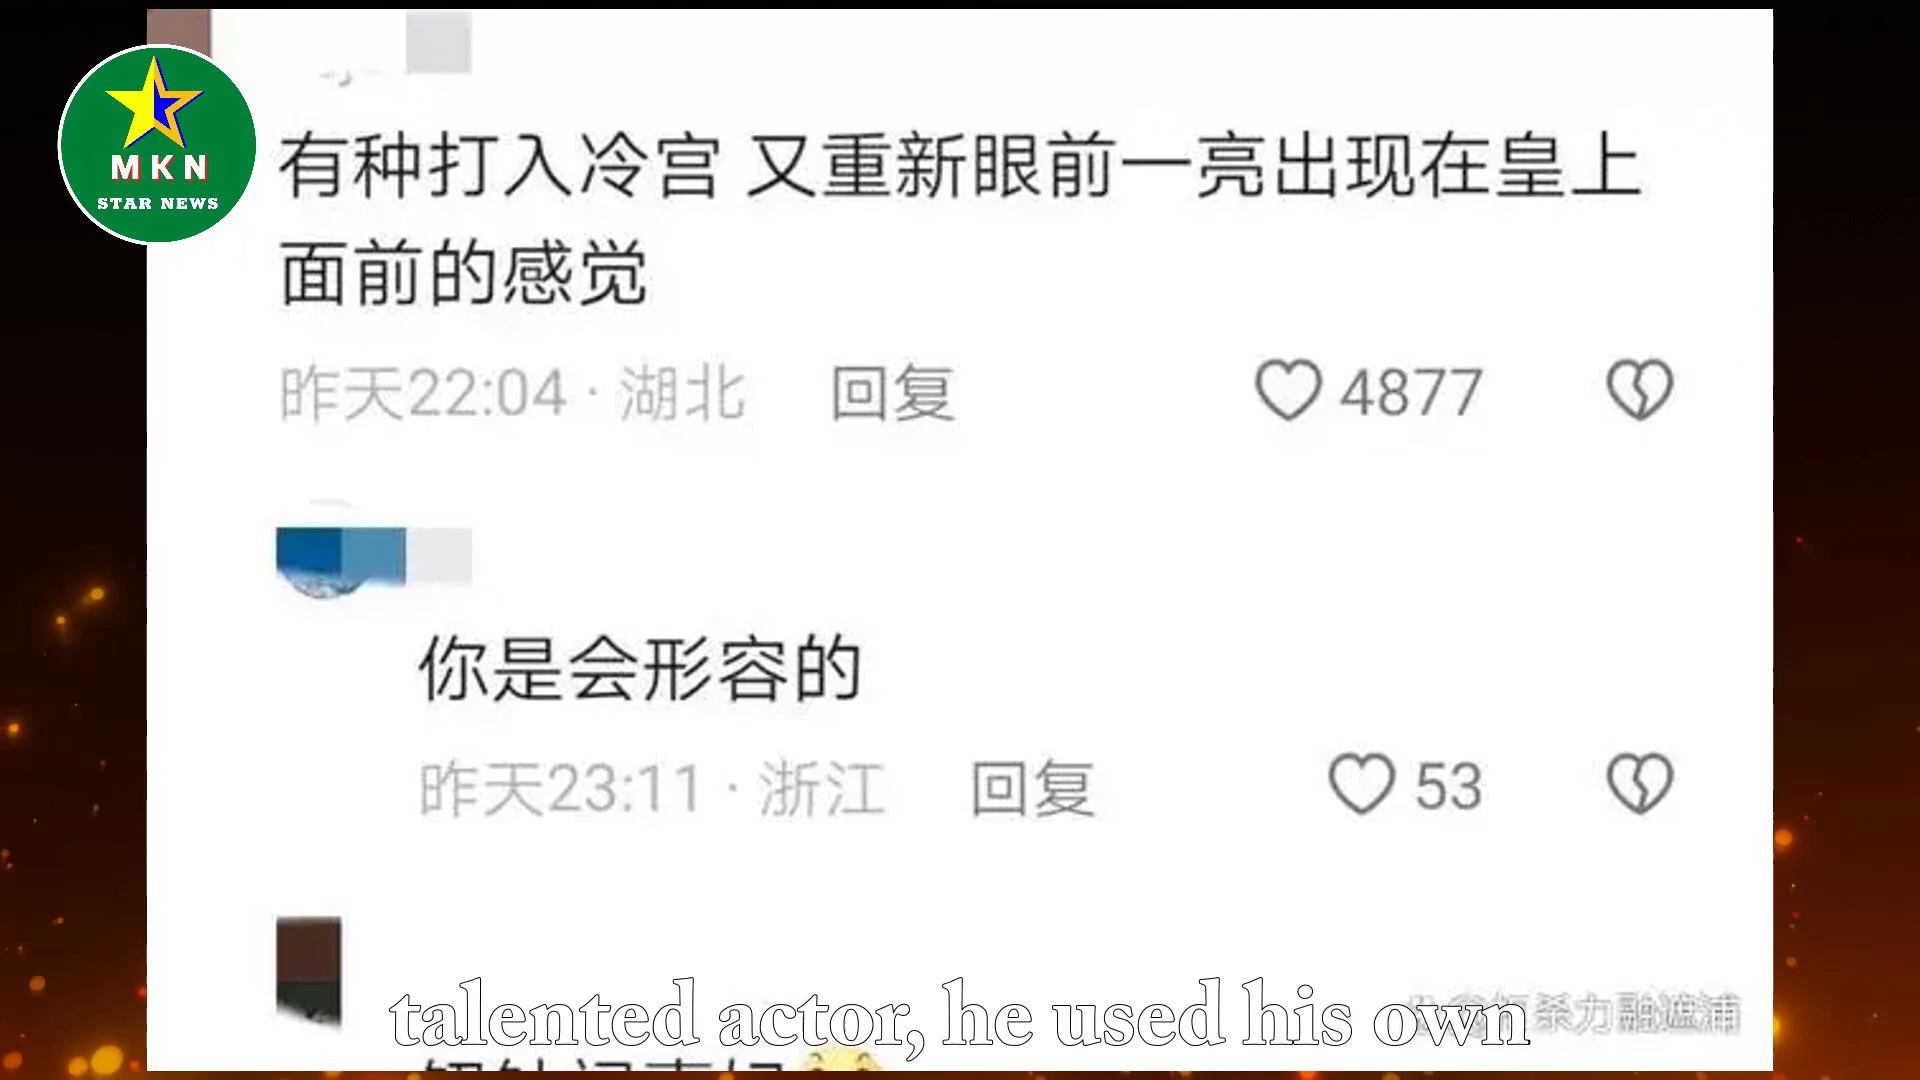 MKN
STAR NEWS
有种打入冷宫 又重新眼前一亮出现在皇上
面前的感觉
昨天22:04 · 湖北 回复 4877
你是会形容的
昨天23:11 · 浙江 回复 53
talented actor, he used his own